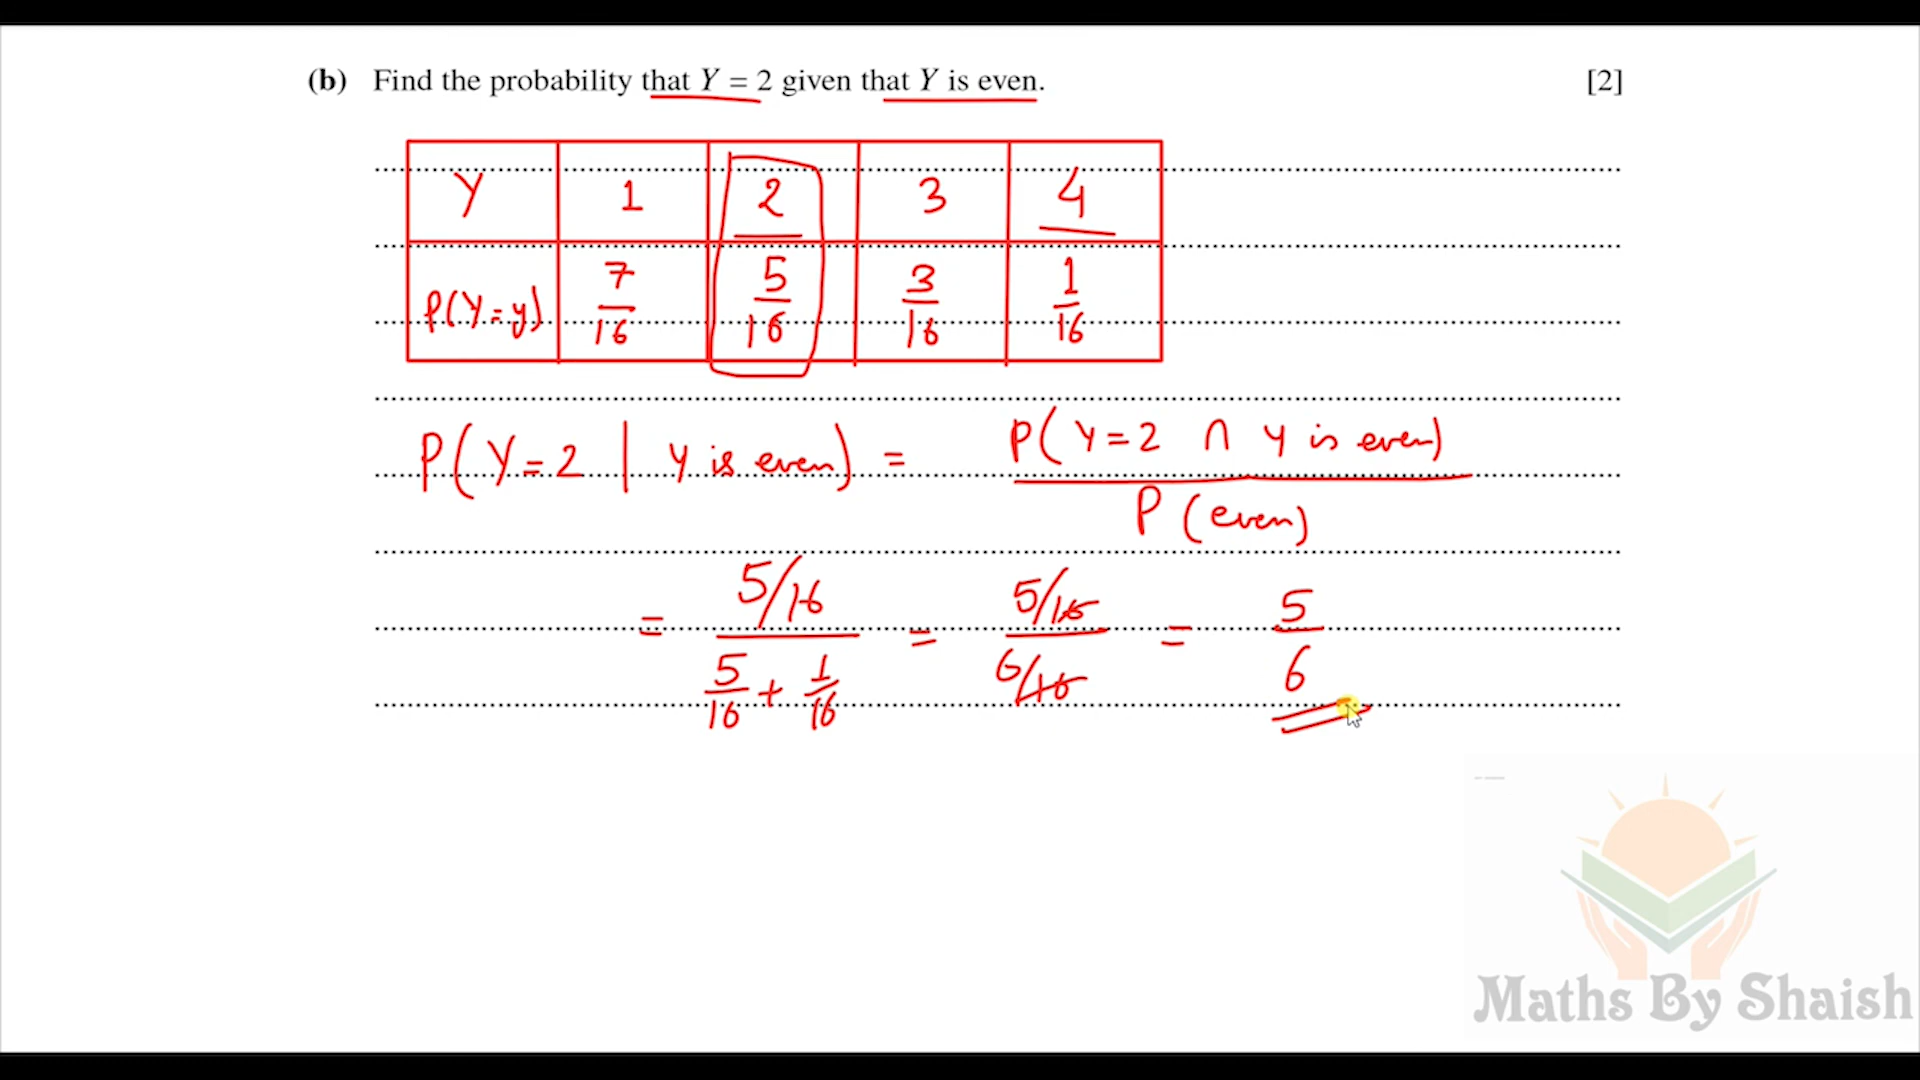 (b) Find the probability that Y = 2 given that Y is even. [2]
Y 1 2 3 4
P(Y=y) 7/16 5/16 3/16 1/16
P(Y=2 | Y is even) = P(Y=2 ∩ Y is even) / P(even)
= 5/16 / (5/16 + 1/16) = 5/16 / 6/16 = 5/6
Maths By Shaish